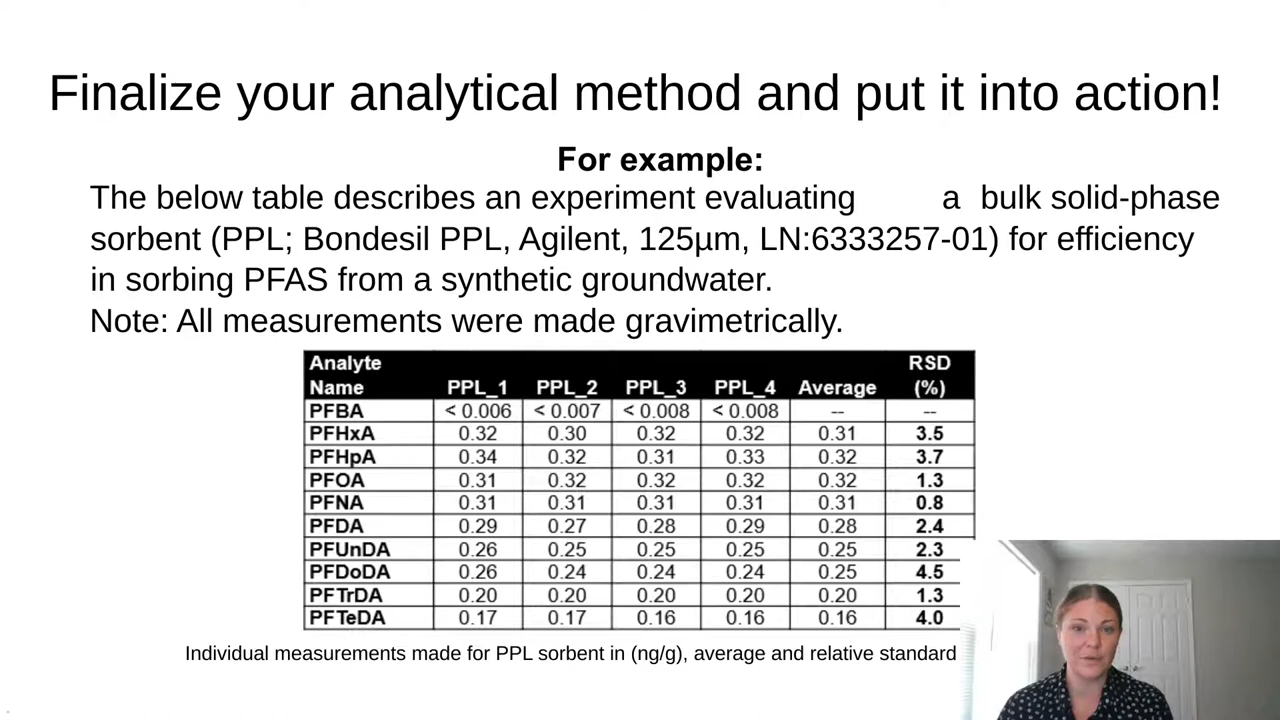 Finalize your analytical method and put it into action!
For example:
The below table describes an experiment evaluating a bulk solid-phase
sorbent (PPL; Bondesil PPL, Agilent, 125µm, LN:6333257-01) for efficiency
in sorbing PFAS from a synthetic groundwater.
Note: All measurements were made gravimetrically.
Analyte Name PPL_1 PPL_2 PPL_3 PPL_4 Average RSD (%)
PFBA < 0.006 < 0.007 < 0.008 < 0.008 -- --
PFHxA 0.32 0.30 0.32 0.32 0.31 3.5
PFHpA 0.34 0.32 0.31 0.33 0.32 3.7
PFOA 0.31 0.32 0.32 0.32 0.32 1.3
PFNA 0.31 0.31 0.31 0.31 0.31 0.8
PFDA 0.29 0.27 0.28 0.29 0.28 2.4
PFUnDA 0.26 0.25 0.25 0.25 0.25 2.3
PFDoDA 0.26 0.24 0.24 0.24 0.25 4.5
PFTrDA 0.20 0.20 0.20 0.20 0.20 1.3
PFTeDA 0.17 0.17 0.16 0.16 0.16 4.0
Individual measurements made for PPL sorbent in (ng/g), average and relative standard